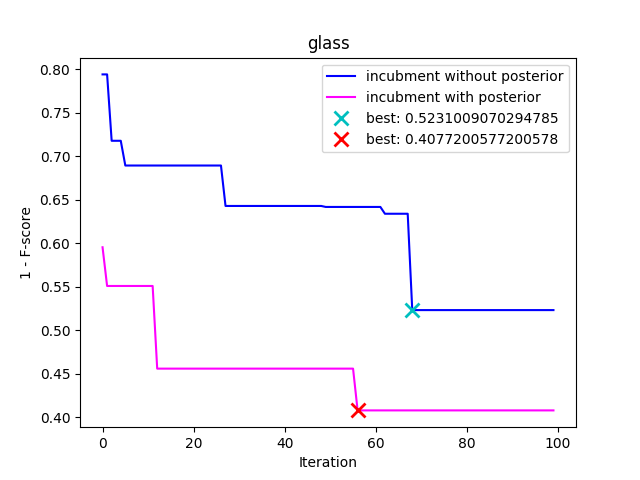 glass
incubment without posterior
incubment with posterior
best: 0.5231009070294785
best: 0.4077200577200578
1 - F-score
0.80
0.75
0.70
0.65
0.60
0.55
0.50
0.45
0.40
0 20 40 60 80 100
Iteration